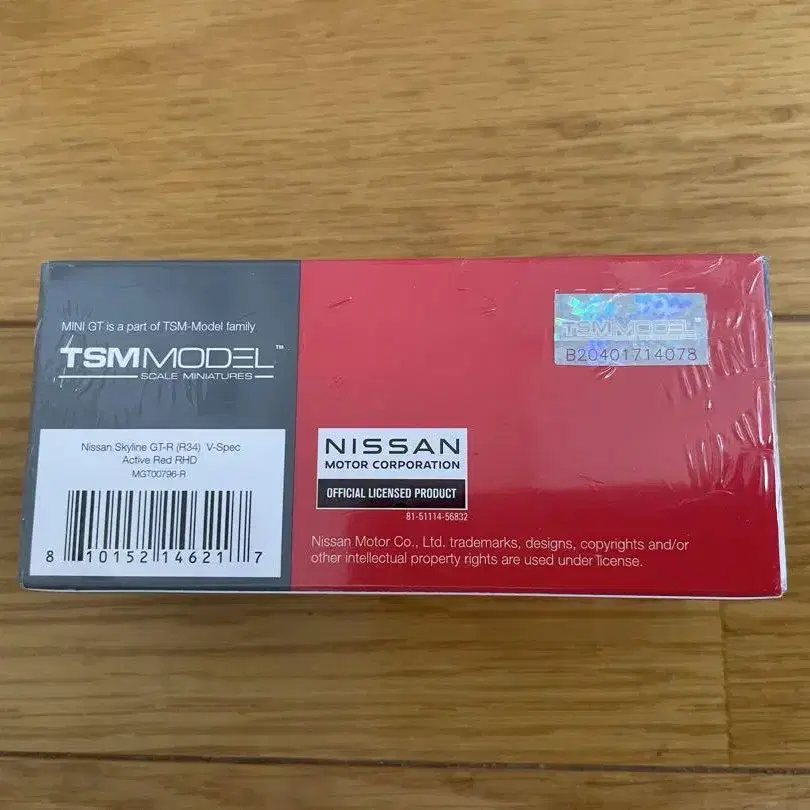 MINI GT is a part of TSM-Model family
TSMMODEL™
SCALE MINIATURES
TSMMODEL
B20401714078
Nissan Skyline GT-R (R34) V-Spec
Active Red RHD
MGT00796-R
8 10152 14621 7
NISSAN
MOTOR CORPORATION
OFFICIAL LICENSED PRODUCT
81-51114-56832
Nissan Motor Co., Ltd. trademarks, designs, copyrights and/or
other intellectual property rights are used under license.